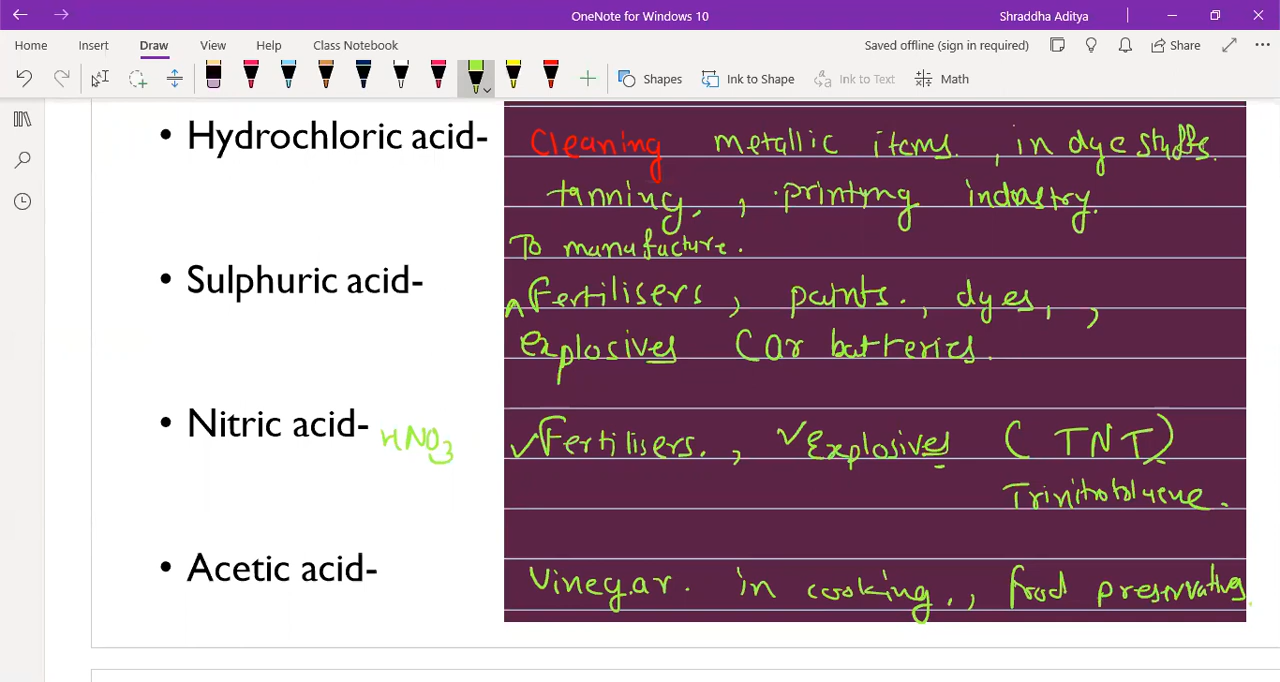 OneNote for Windows 10
Shraddha Aditya
Home Insert Draw View Help Class Notebook
Saved offline (sign in required) Share
Shapes Ink to Shape Ink to Text Math
• Hydrochloric acid- Cleaning metallic items. , in dye stuffs.
tanning. , printing industry.
To manufacture.
• Sulphuric acid- Fertilisers , paints. , dyes, ,
explosives Car batteries.
• Nitric acid- HNO3 ✓Fertilisers. , ✓Explosives (TNT)
Trinitrotoluene.
• Acetic acid- Vinegar. in cooking. , food preservatives.